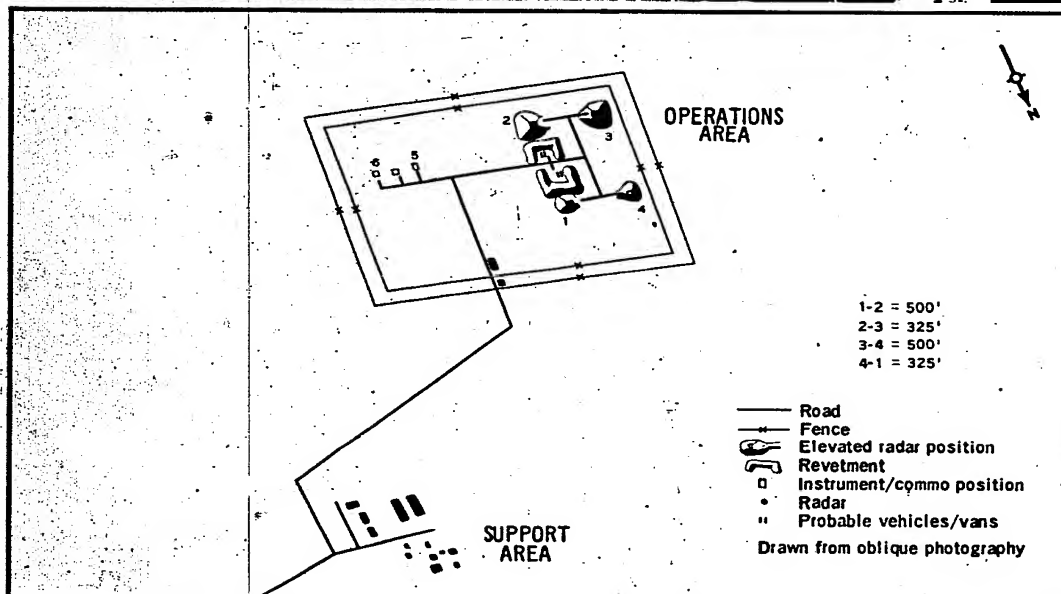 OPERATIONS
AREA
2
3
5
6
1
4
N
1-2 = 500'
2-3 = 325'
3-4 = 500'
4-1 = 325'
Road
Fence
Elevated radar position
Revetment
Instrument/commo position
Radar
Probable vehicles/vans
Drawn from oblique photography
SUPPORT
AREA